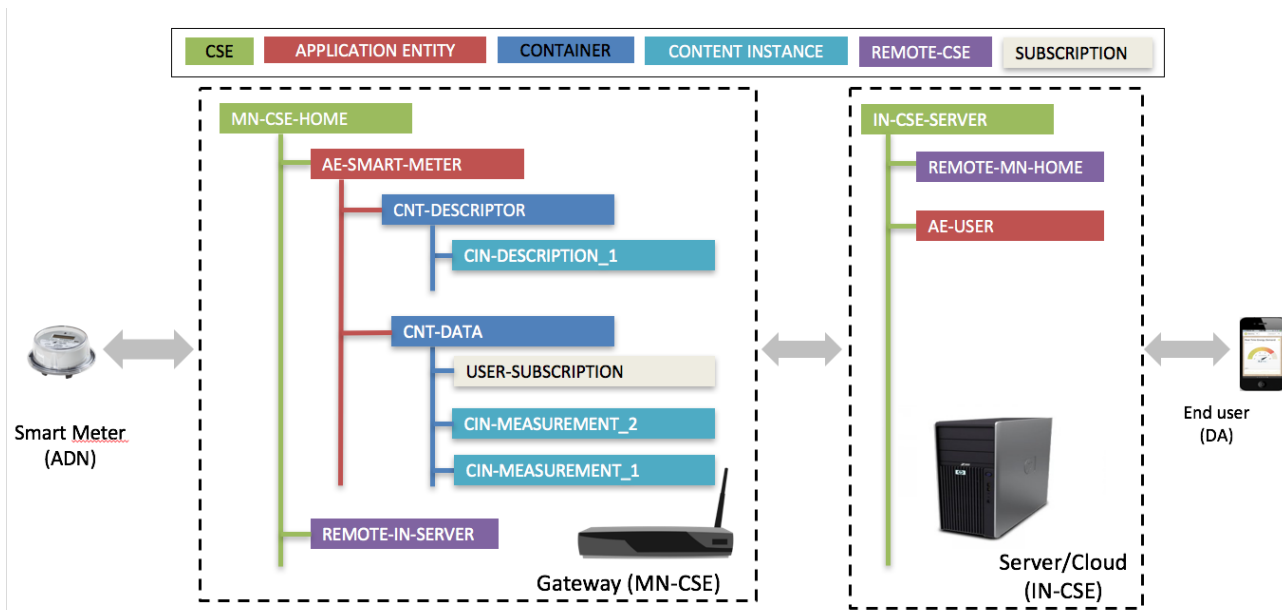 CSE APPLICATION ENTITY CONTAINER CONTENT INSTANCE REMOTE-CSE SUBSCRIPTION
MN-CSE-HOME
AE-SMART-METER
CNT-DESCRIPTOR
CIN-DESCRIPTION_1
CNT-DATA
USER-SUBSCRIPTION
CIN-MEASUREMENT_2
CIN-MEASUREMENT_1
REMOTE-IN-SERVER
Gateway (MN-CSE)
IN-CSE-SERVER
REMOTE-MN-HOME
AE-USER
Server/Cloud
(IN-CSE)
Smart Meter
(ADN)
End user
(DA)